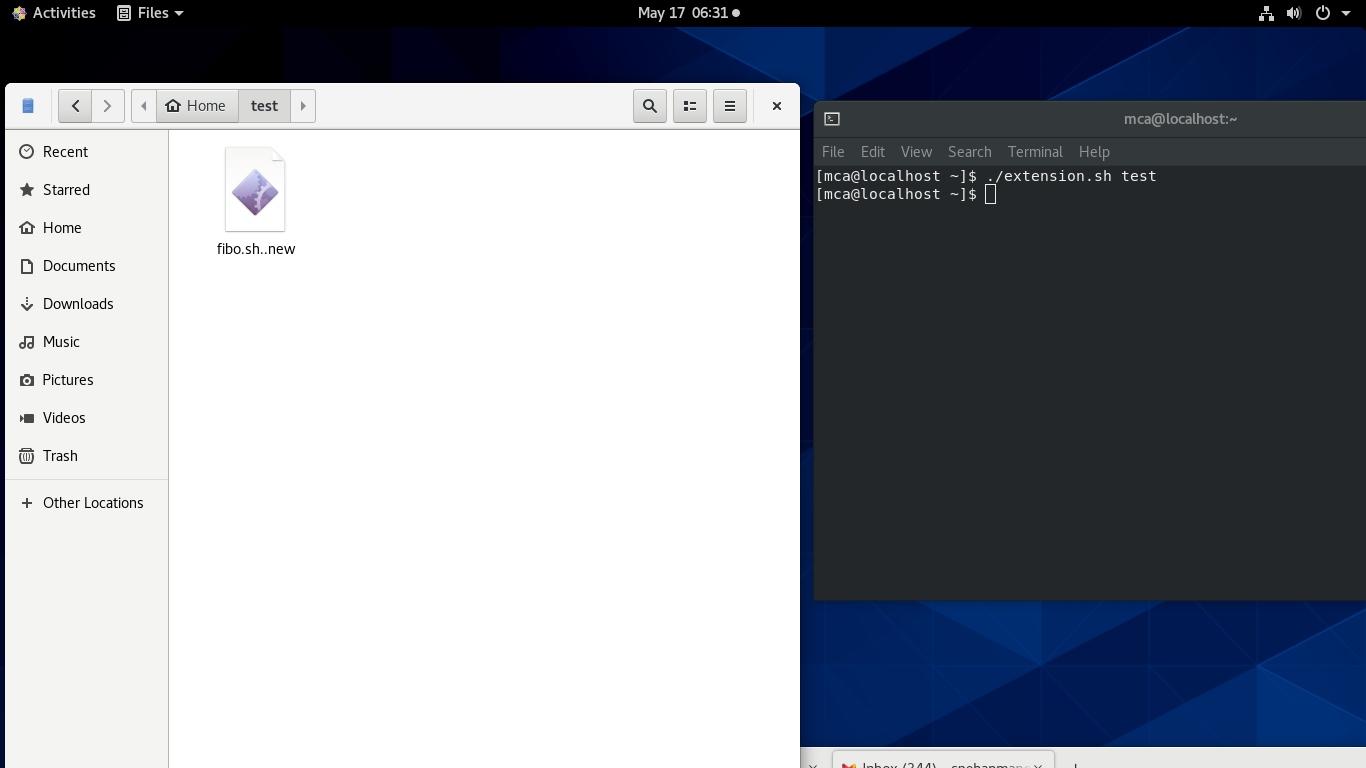 Activities Files May 17 06:31
Home test
mca@localhost:~
Recent
Starred
Home
Documents
Downloads
Music
Pictures
Videos
Trash
Other Locations
fibo.sh..new
File Edit View Search Terminal Help
[mca@localhost ~]$ ./extension.sh test
[mca@localhost ~]$
Inbox (344)